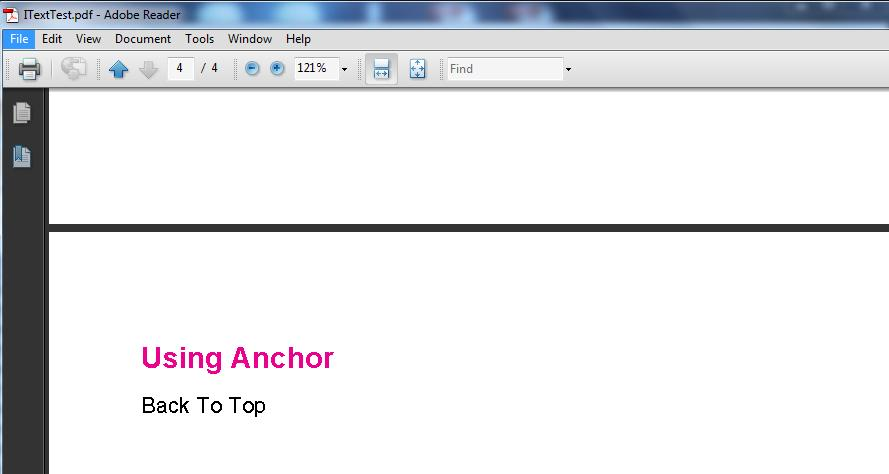 ITextTest.pdf - Adobe Reader
File Edit View Document Tools Window Help
4 / 4 121% Find
Using Anchor
Back To Top